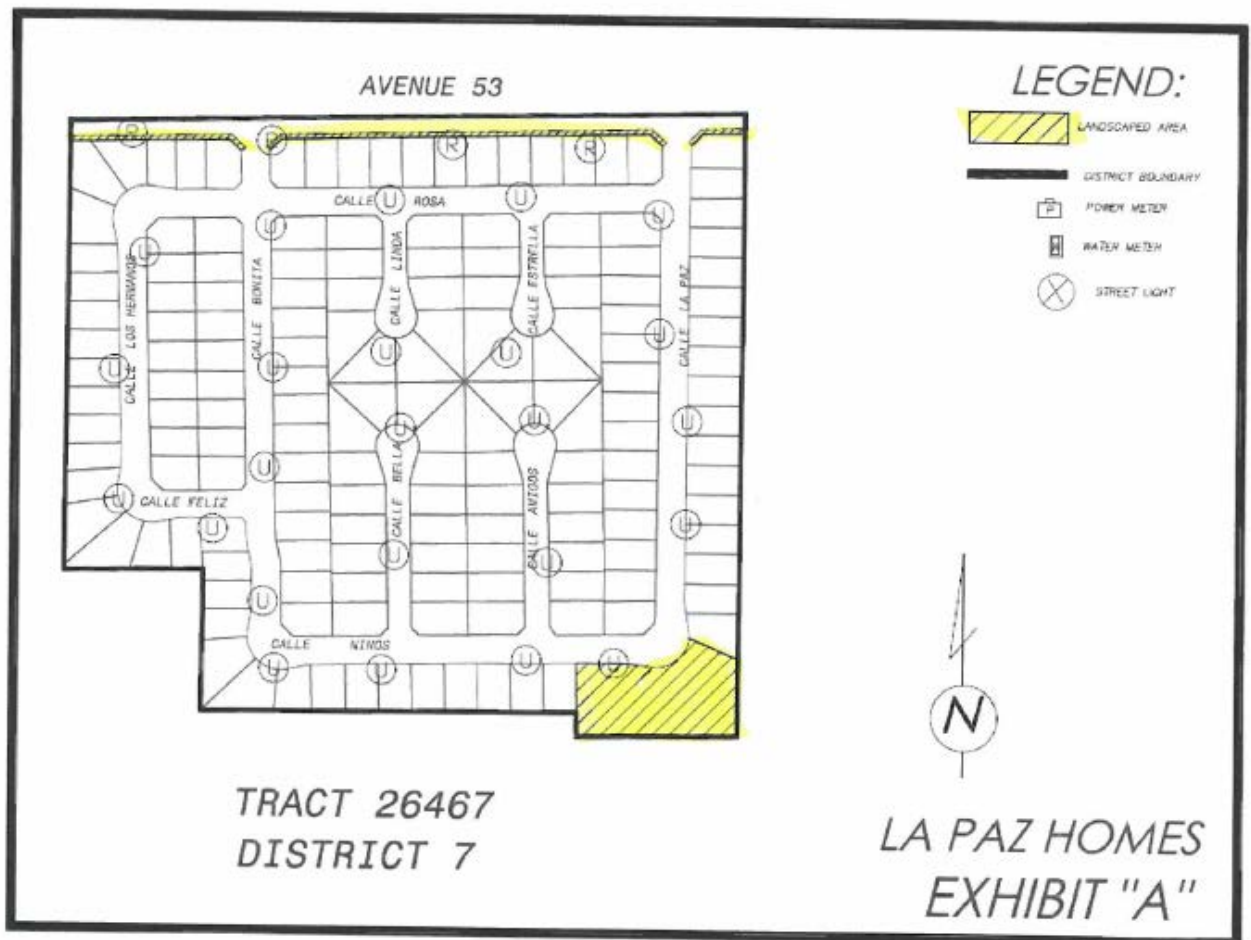 AVENUE 53
LEGEND:
LANDSCAPED AREA
DISTRICT BOUNDARY
P
POWER METER
WATER METER
STREET LIGHT
R
R
R
R
CALLE U ROSA
U
U
U
U
CALLE LOS HERMANOS
CALLE BONITA
CALLE LINDA
CALLE ESTRELLA
CALLE LA PAZ
U
U
U
U
U
U
U
U
U
U
U
CALLE FELIZ
U
CALLE BELLA
CALLE AMIGOS
U
U
U
U
CALLE NINOS
U
U
U
U
N
TRACT 26467
DISTRICT 7
LA PAZ HOMES
EXHIBIT "A"